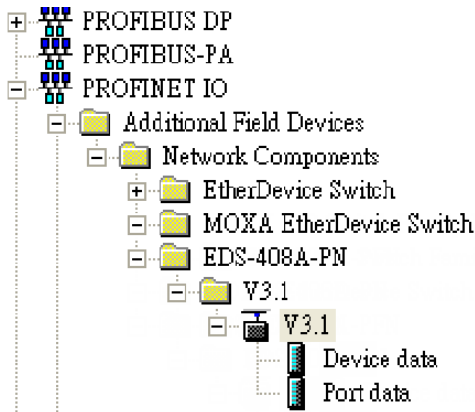 PROFIBUS DP
PROFIBUS-PA
PROFINET IO
Additional Field Devices
Network Components
EtherDevice Switch
MOXA EtherDevice Switch
EDS-408A-PN
V3.1
V3.1
Device data
Port data